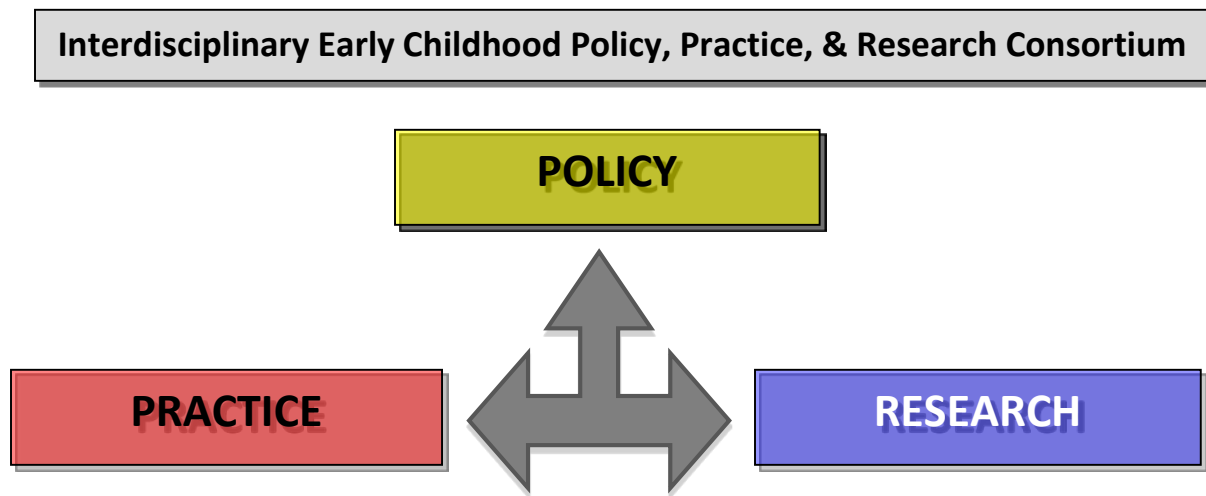 Interdisciplinary Early Childhood Policy, Practice, & Research Consortium
POLICY
PRACTICE
RESEARCH